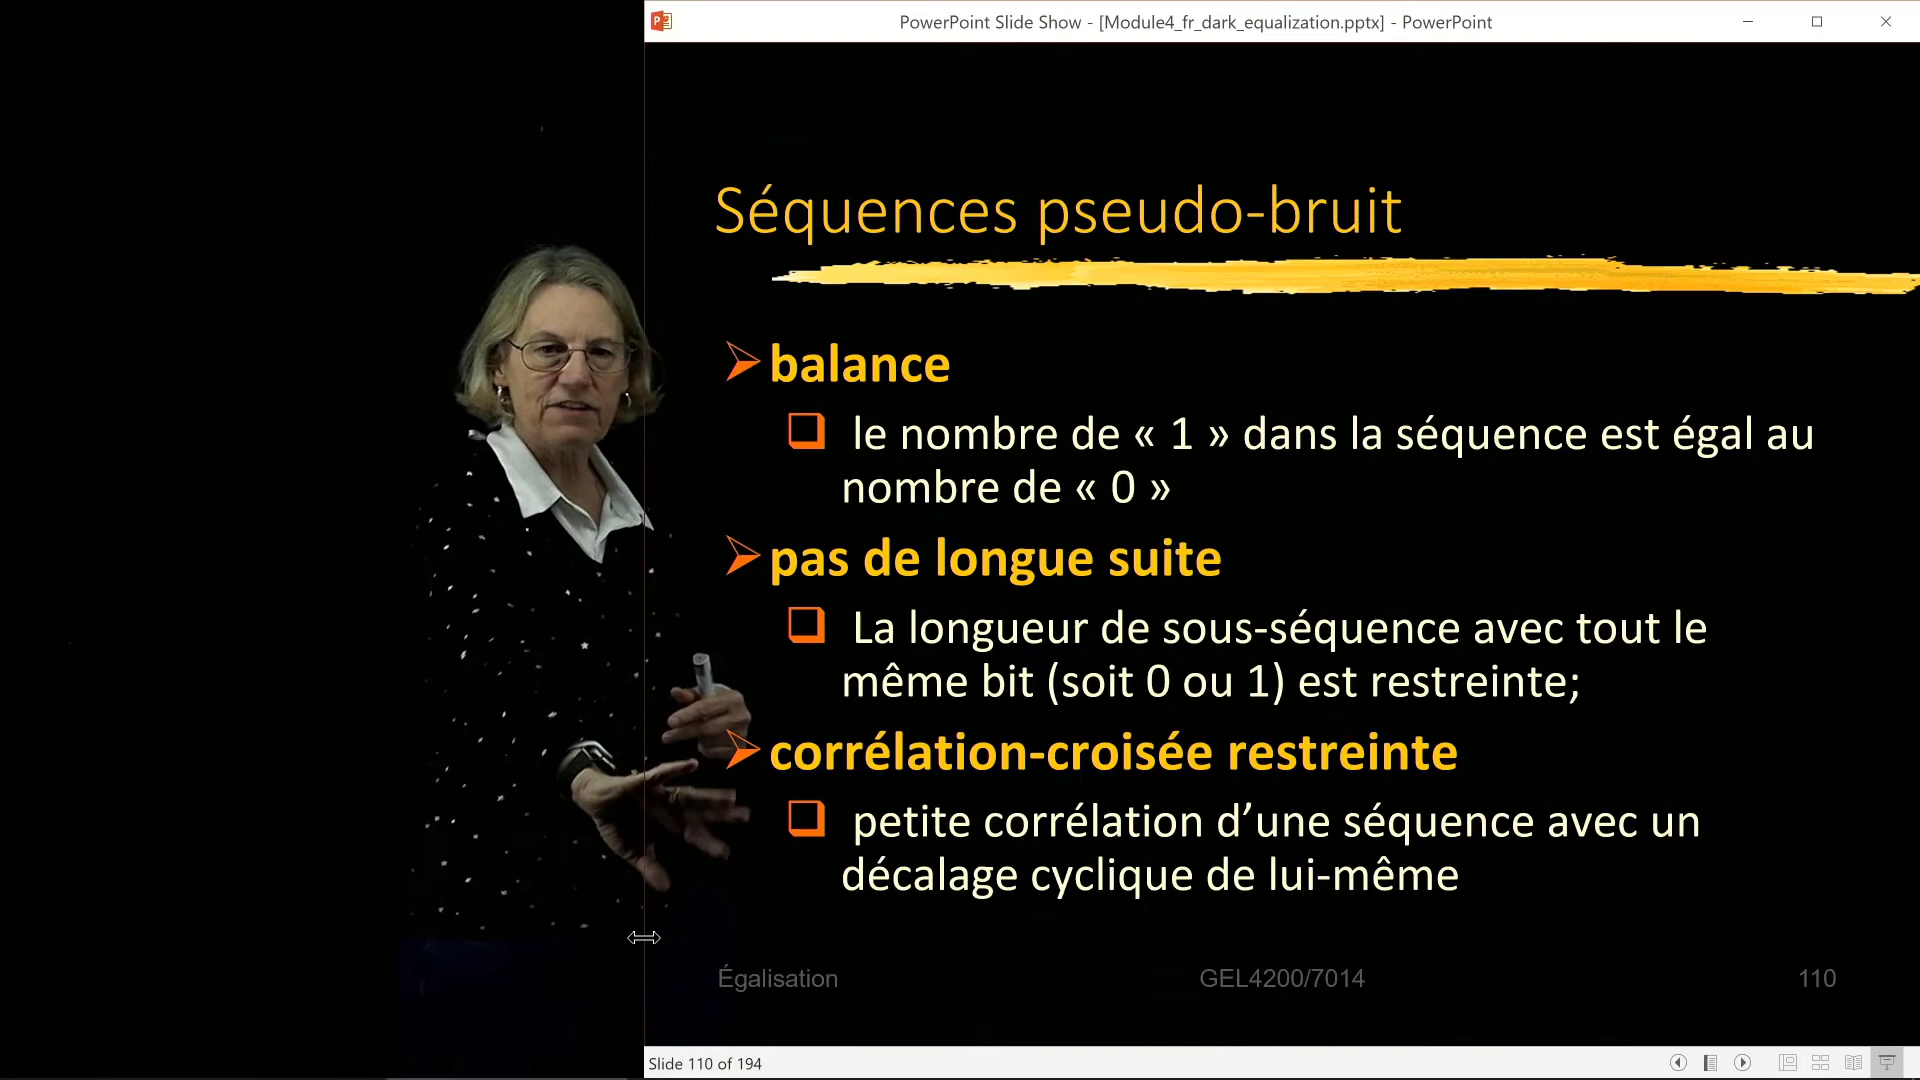 PowerPoint Slide Show - [Module4_fr_dark_equalization.pptx] - PowerPoint
Séquences pseudo-bruit
balance
le nombre de « 1 » dans la séquence est égal au
nombre de « 0 »
pas de longue suite
La longueur de sous-séquence avec tout le
même bit (soit 0 ou 1) est restreinte;
corrélation-croisée restreinte
petite corrélation d’une séquence avec un
décalage cyclique de lui-même
Égalisation GEL4200/7014 110
Slide 110 of 194